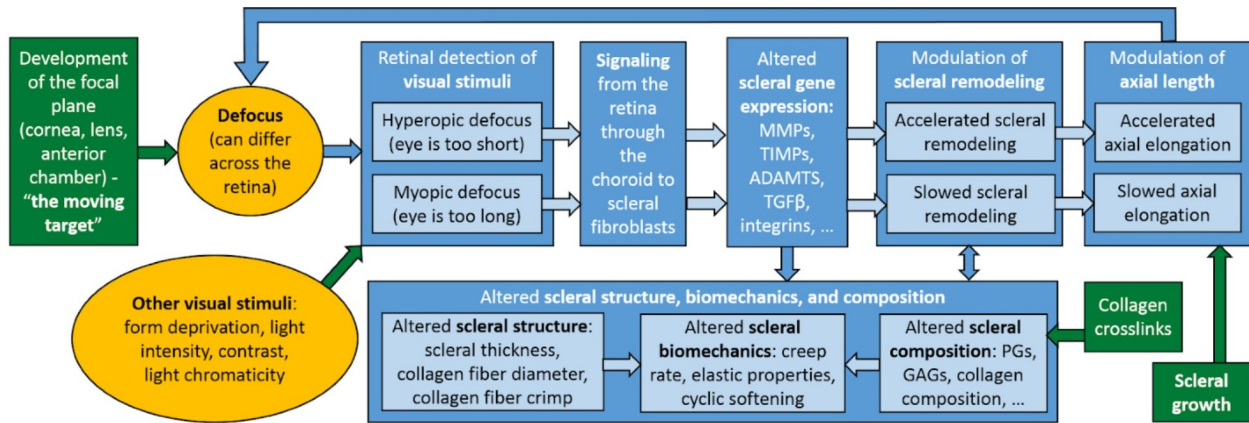 Development
of the focal
plane
(cornea, lens,
anterior
chamber) -
“the moving
target”
Defocus
(can differ
across the
retina)
Retinal detection of
visual stimuli
Hyperopic defocus
(eye is too short)
Myopic defocus
(eye is too long)
Signaling
from the
retina
through
the
choroid to
scleral
fibroblasts
Altered
scleral gene
expression:
MMPs,
TIMPs,
ADAMTS,
TGFβ,
integrins, ...
Modulation of
scleral remodeling
Accelerated scleral
remodeling
Slowed scleral
remodeling
Modulation of
axial length
Accelerated
axial elongation
Slowed axial
elongation
Other visual stimuli:
form deprivation, light
intensity, contrast,
light chromaticity
Altered scleral structure, biomechanics, and composition
Altered scleral structure:
scleral thickness,
collagen fiber diameter,
collagen fiber crimp
Altered scleral
biomechanics: creep
rate, elastic properties,
cyclic softening
Altered scleral
composition: PGs,
GAGs, collagen
composition, ...
Collagen
crosslinks
Scleral
growth